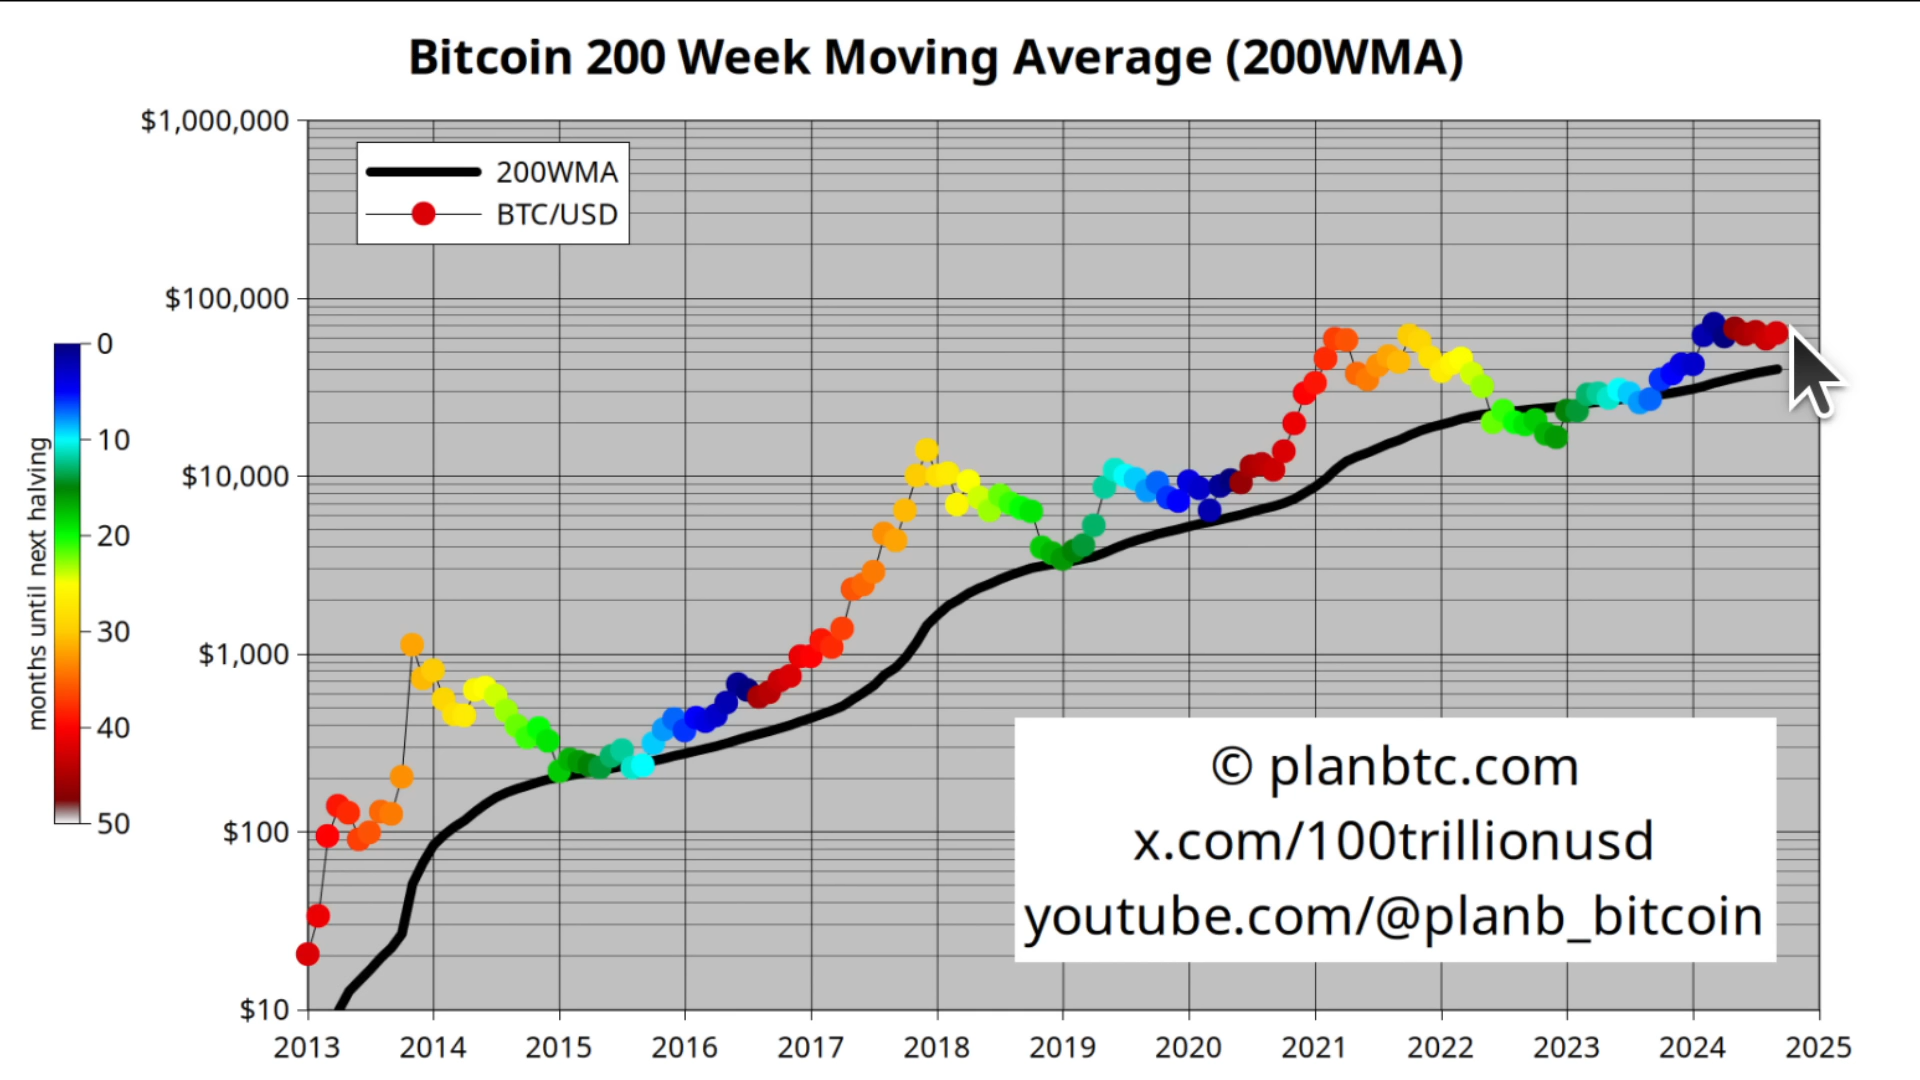 Bitcoin 200 Week Moving Average (200WMA)
$1,000,000
200WMA
BTC/USD
$100,000
$10,000
$1,000
$100
$10
months until next halving
0
10
20
30
40
50
© planbtc.com
x.com/100trillionusd
youtube.com/@planb_bitcoin
2013 2014 2015 2016 2017 2018 2019 2020 2021 2022 2023 2024 2025